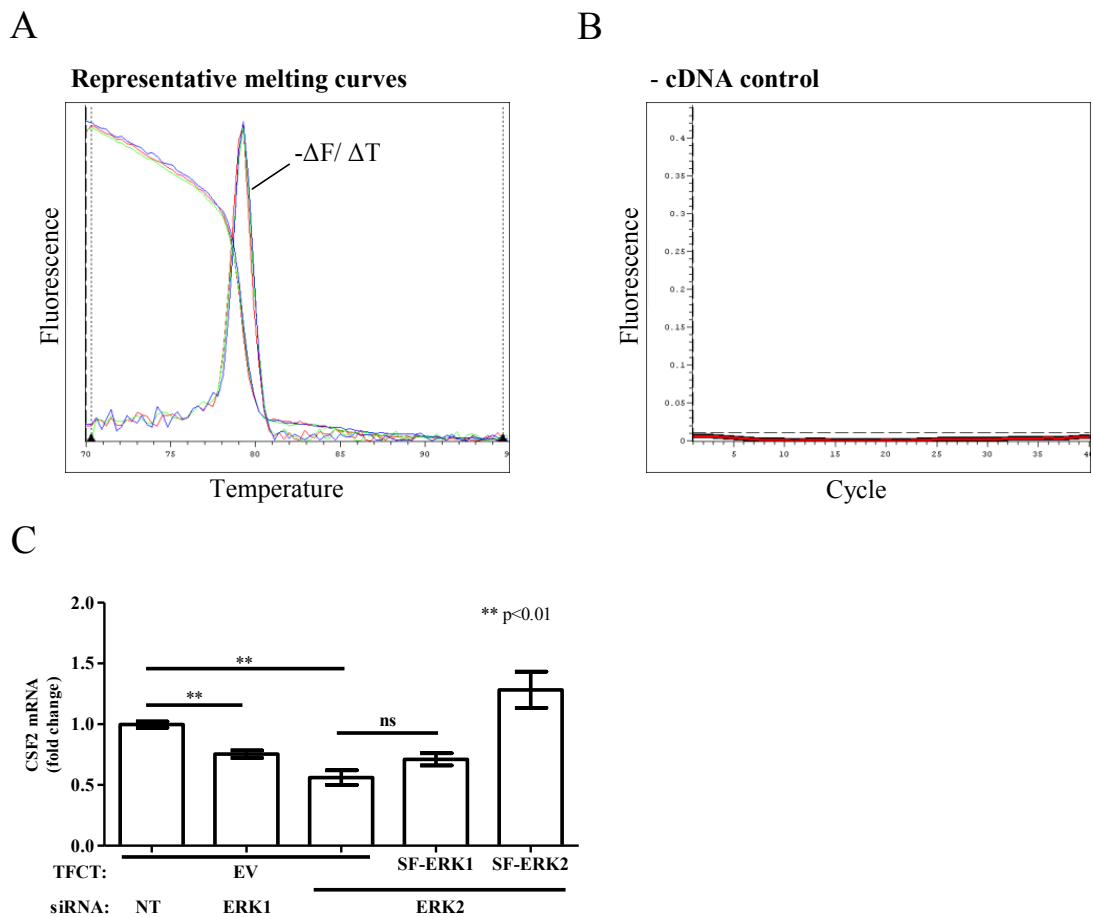 A
Representative melting curves
-ΔF/ ΔT
Fluorescence
70 75 80 85 90 9
Temperature
B
- cDNA control
0.4
0.35
0.3
0.25
0.2
0.15
0.1
0.05
0
Fluorescence
5 10 15 20 25 30 35 40
Cycle
C
** p<0.01
2.0
1.5
1.0
0.5
0.0
CSF2 mRNA
(fold change)
**
**
ns
TFCT: EV SF-ERK1 SF-ERK2
siRNA: NT ERK1 ERK2